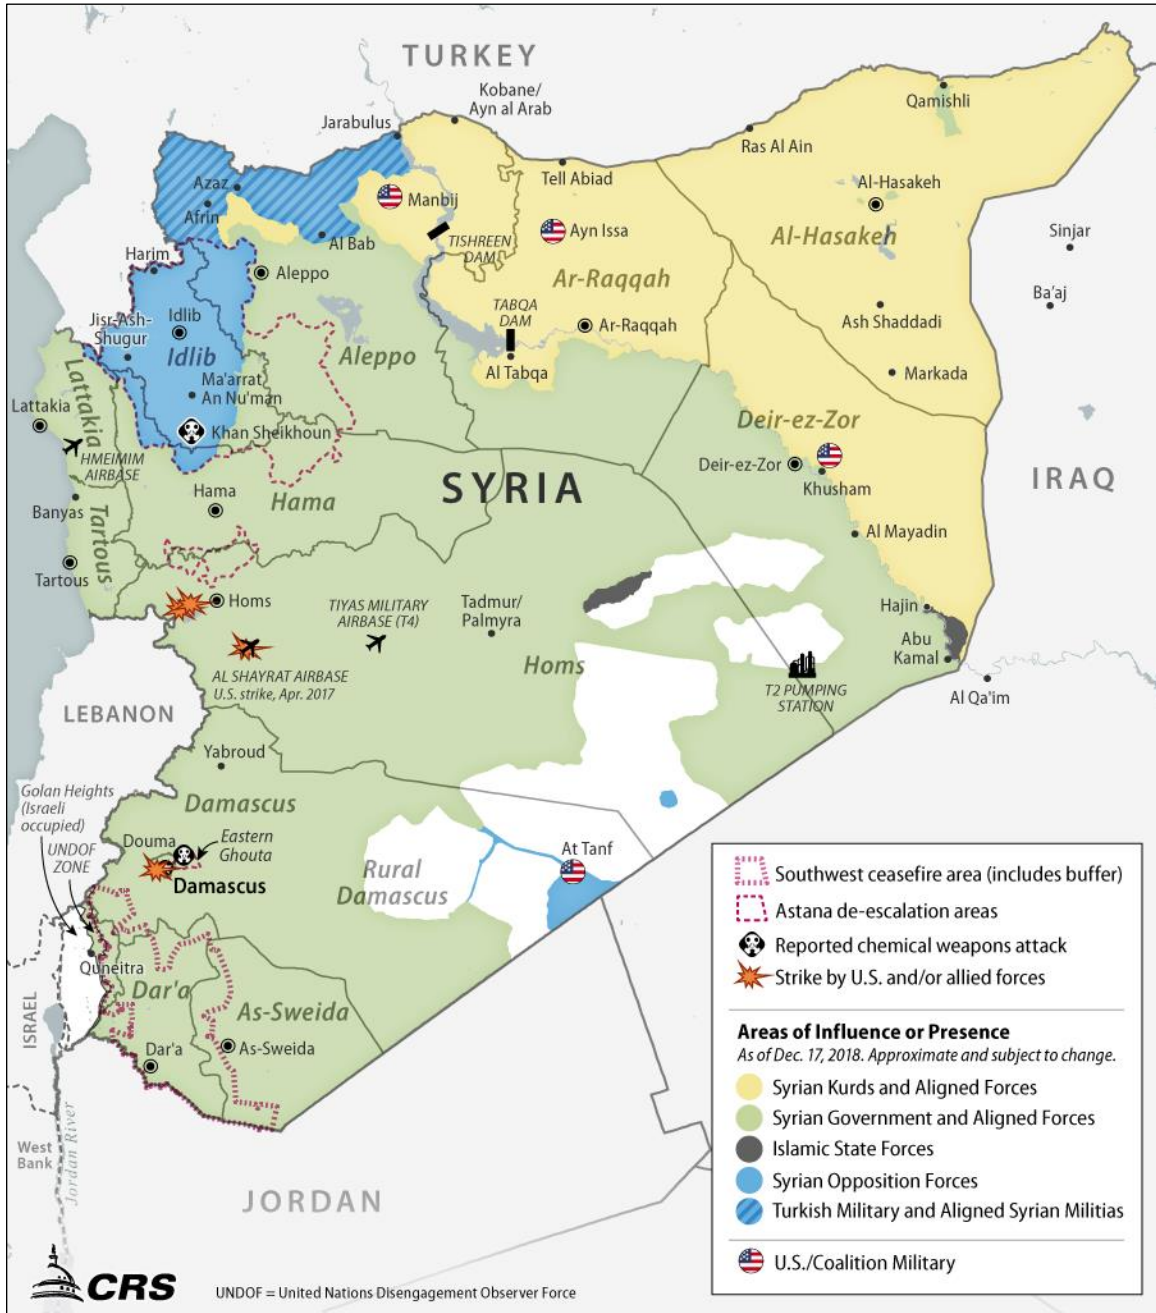 TURKEY
Kobane/
Ayn al Arab
Jarabulus
Qamishli
Ras Al Ain
Azaz
Afrin
Manbij
Tell Abiad
Al-Hasakeh
Al Bab
TISHREEN
DAM
Ayn Issa
Al-Hasakeh
Sinjar
Harim
Aleppo
Ar-Raqqah
Ba'aj
Idlib
TABQA
DAM
Ar-Raqqah
Ash Shaddadi
Jisr-Ash-
Shugur
Idlib
Aleppo
Al Tabqa
Markada
Ma'arrat
An Nu'man
Lattakia
Lattakia
Khan Sheikhoun
Deir-ez-Zor
HMEIMIM
AIRBASE
Deir-ez-Zor
Khusham
SYRIA
IRAQ
Hama
Hama
Banyas
Tartous
Al Mayadin
Tartous
Homs
TIYAS MILITARY
AIRBASE (T4)
Tadmur/
Palmyra
Hajin
Abu
Kamal
Homs
AL SHAYRAT AIRBASE
U.S. strike, Apr. 2017
T2 PUMPING
STATION
Al Qa'im
LEBANON
Yabroud
Golan Heights
(Israeli
occupied)
Damascus
UNDOF
ZONE
Douma
Eastern
Ghouta
Damascus
Rural
Damascus
At Tanf
Quneitra
Dar'a
As-Sweida
ISRAEL
Dar'a
As-Sweida
West
Bank
Jordan River
JORDAN
Southwest ceasefire area (includes buffer)
Astana de-escalation areas
Reported chemical weapons attack
Strike by U.S. and/or allied forces
Areas of Influence or Presence
As of Dec. 17, 2018. Approximate and subject to change.
Syrian Kurds and Aligned Forces
Syrian Government and Aligned Forces
Islamic State Forces
Syrian Opposition Forces
Turkish Military and Aligned Syrian Militias
U.S./Coalition Military
CRS
UNDOF = United Nations Disengagement Observer Force